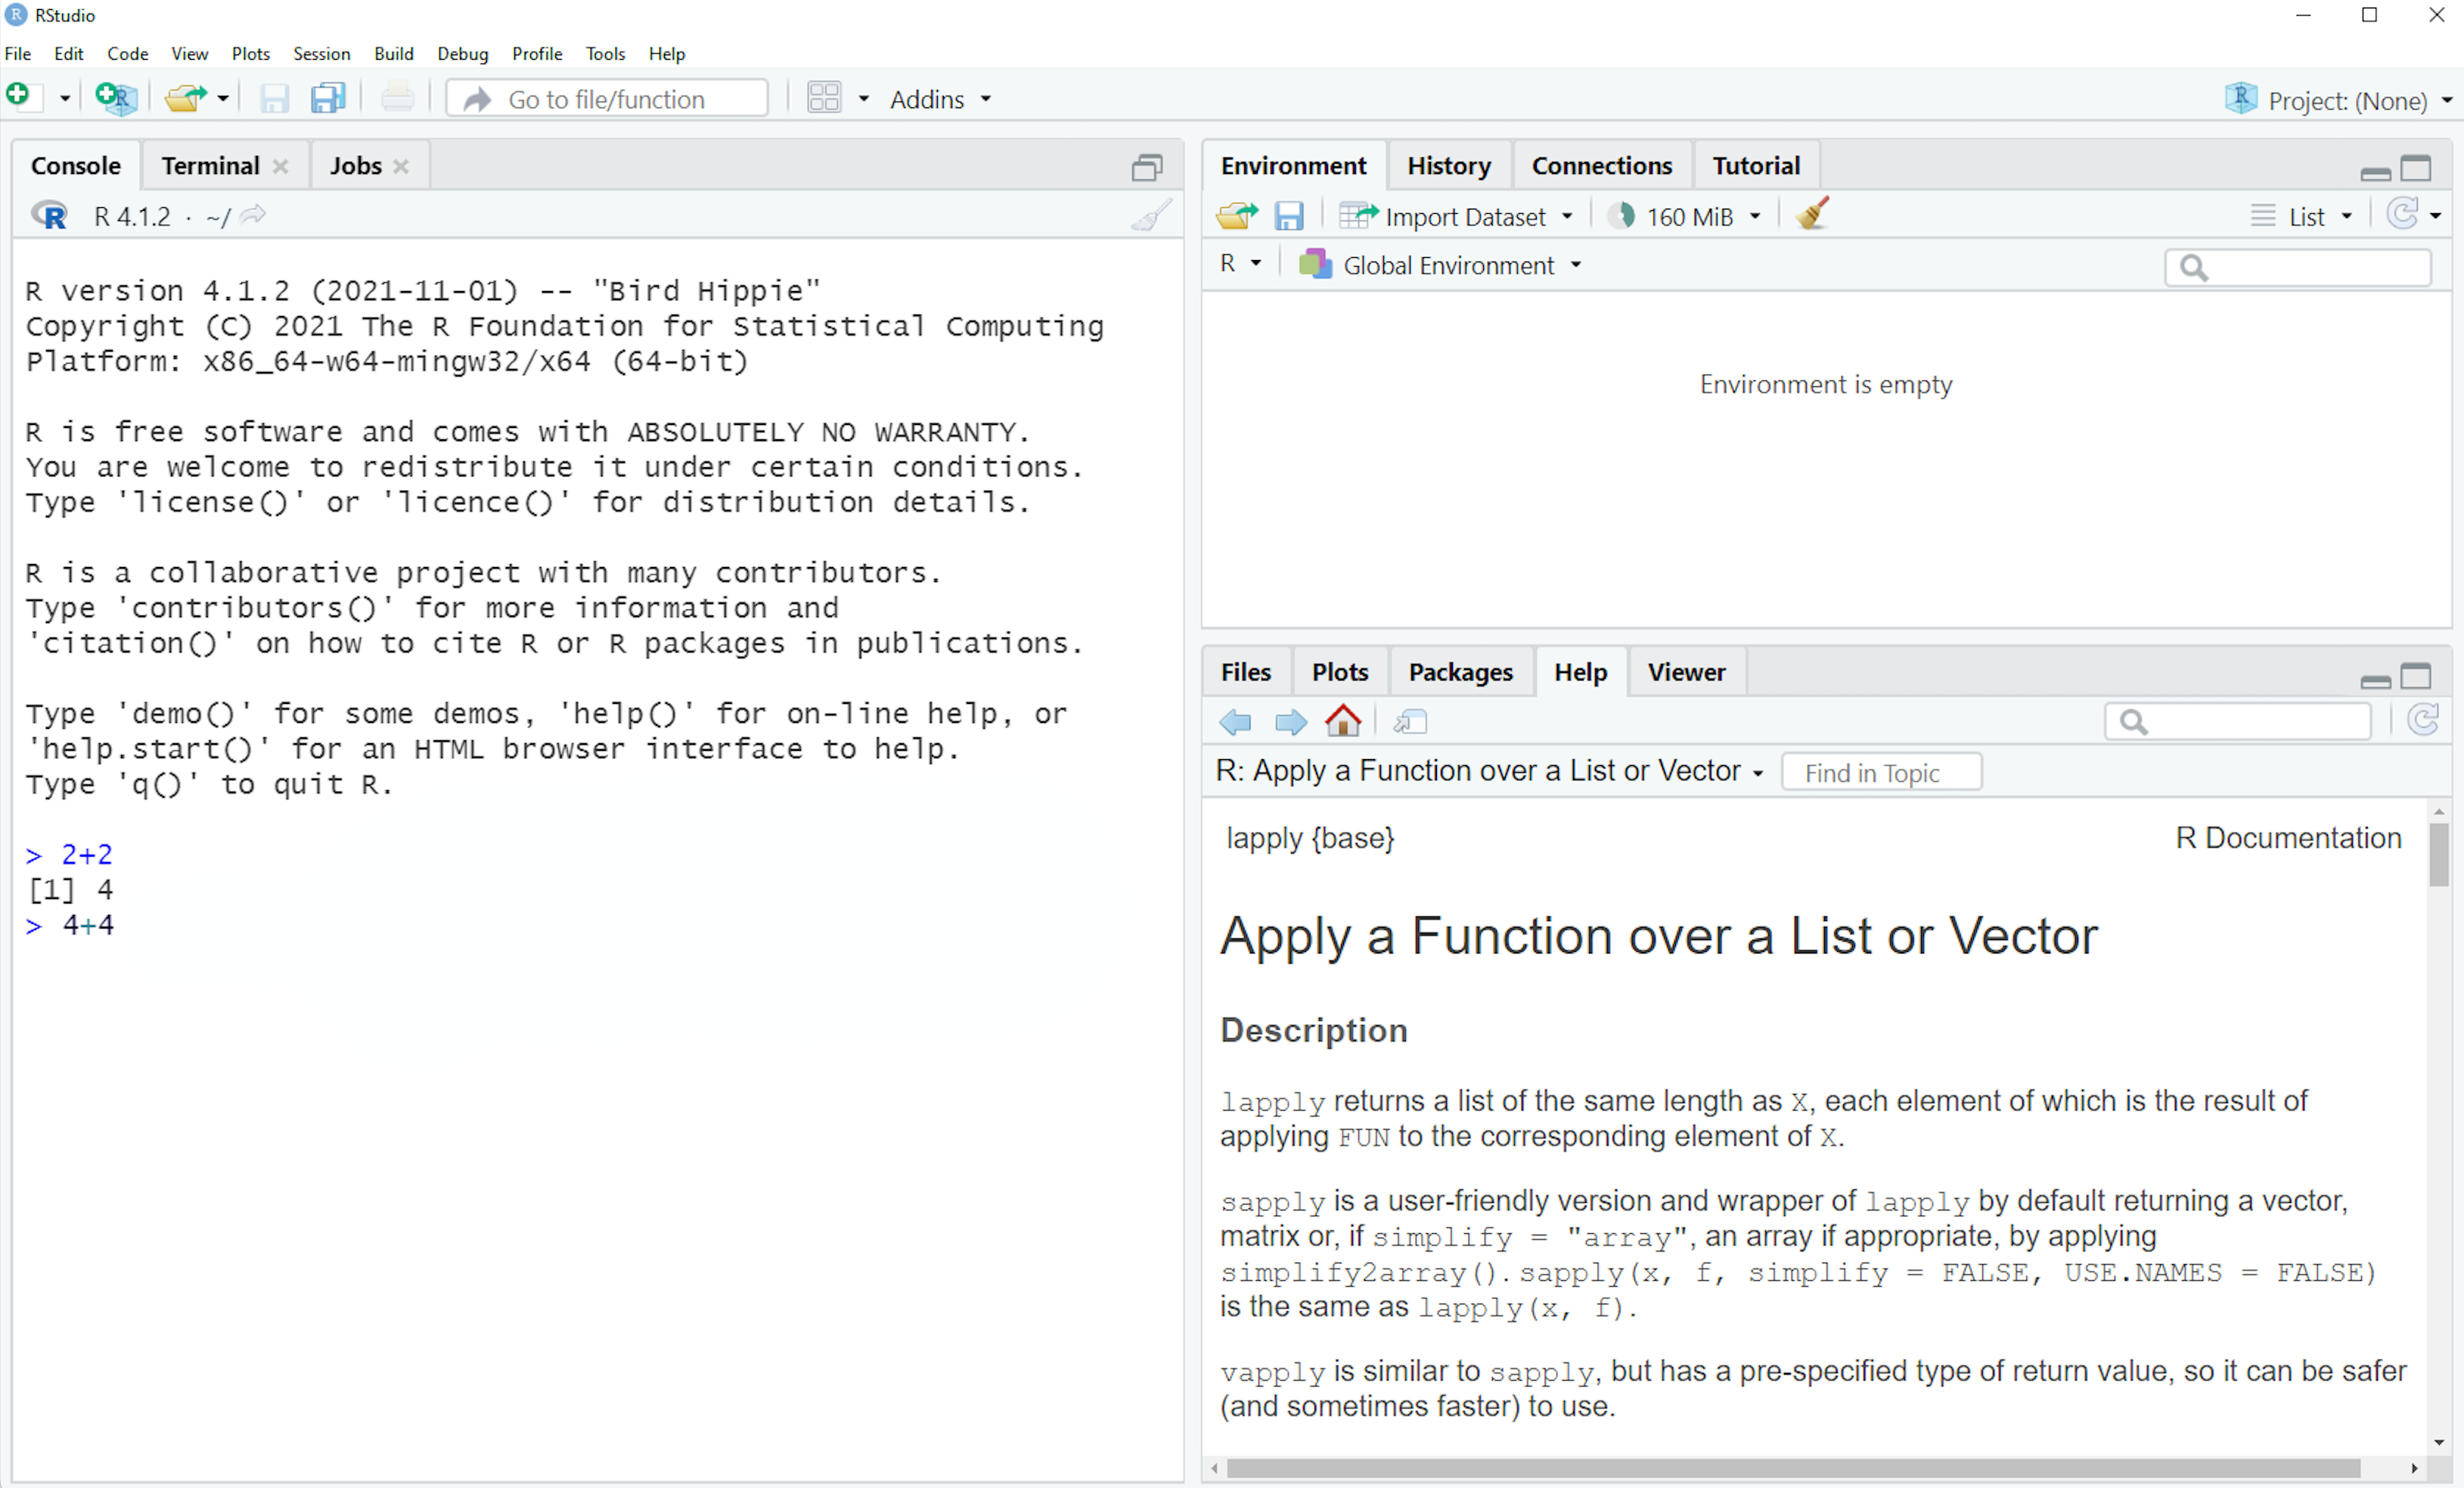 RStudio
File Edit Code View Plots Session Build Debug Profile Tools Help
Go to file/function Addins Project: (None)
Console Terminal Jobs
R 4.1.2 · ~/
R version 4.1.2 (2021-11-01) -- "Bird Hippie"
Copyright (C) 2021 The R Foundation for Statistical Computing
Platform: x86_64-w64-mingw32/x64 (64-bit)
R is free software and comes with ABSOLUTELY NO WARRANTY.
You are welcome to redistribute it under certain conditions.
Type 'license()' or 'licence()' for distribution details.
R is a collaborative project with many contributors.
Type 'contributors()' for more information and
'citation()' on how to cite R or R packages in publications.
Type 'demo()' for some demos, 'help()' for on-line help, or
'help.start()' for an HTML browser interface to help.
Type 'q()' to quit R.
> 2+2
[1] 4
> 4+4
Environment History Connections Tutorial
Import Dataset 160 MiB List
R Global Environment
Environment is empty
Files Plots Packages Help Viewer
R: Apply a Function over a List or Vector Find in Topic
lapply {base} R Documentation
Apply a Function over a List or Vector
Description
lapply returns a list of the same length as X, each element of which is the result of
applying FUN to the corresponding element of X.
sapply is a user-friendly version and wrapper of lapply by default returning a vector,
matrix or, if simplify = "array", an array if appropriate, by applying
simplify2array(). sapply(x, f, simplify = FALSE, USE.NAMES = FALSE)
is the same as lapply(x, f).
vapply is similar to sapply, but has a pre-specified type of return value, so it can be safer
(and sometimes faster) to use.